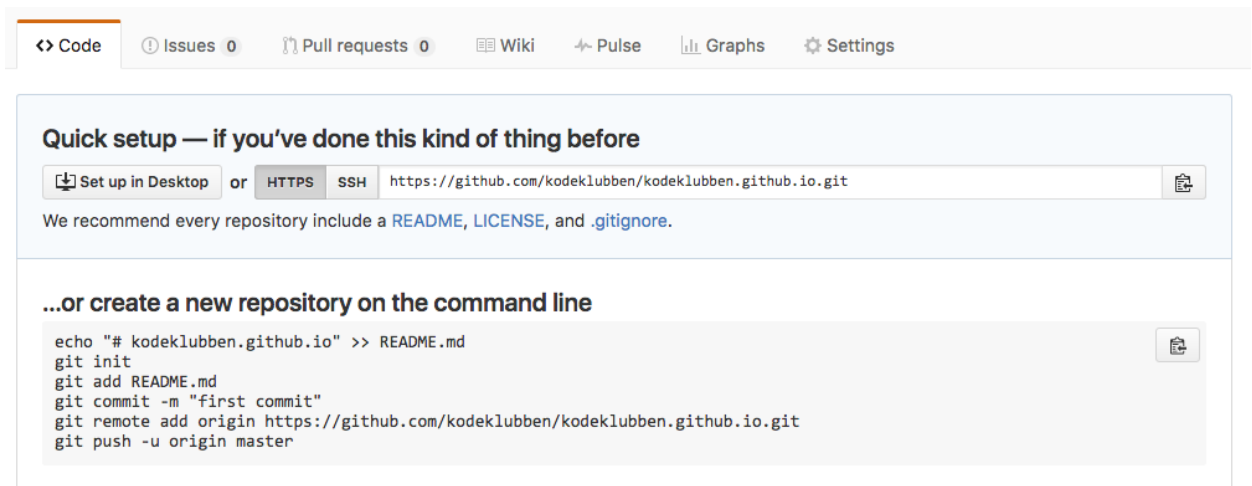 <> Code Issues 0 Pull requests 0 Wiki Pulse Graphs Settings
Quick setup — if you’ve done this kind of thing before
Set up in Desktop or HTTPS SSH https://github.com/kodeklubben/kodeklubben.github.io.git
We recommend every repository include a README, LICENSE, and .gitignore.
...or create a new repository on the command line
echo "# kodeklubben.github.io" >> README.md
git init
git add README.md
git commit -m "first commit"
git remote add origin https://github.com/kodeklubben/kodeklubben.github.io.git
git push -u origin master